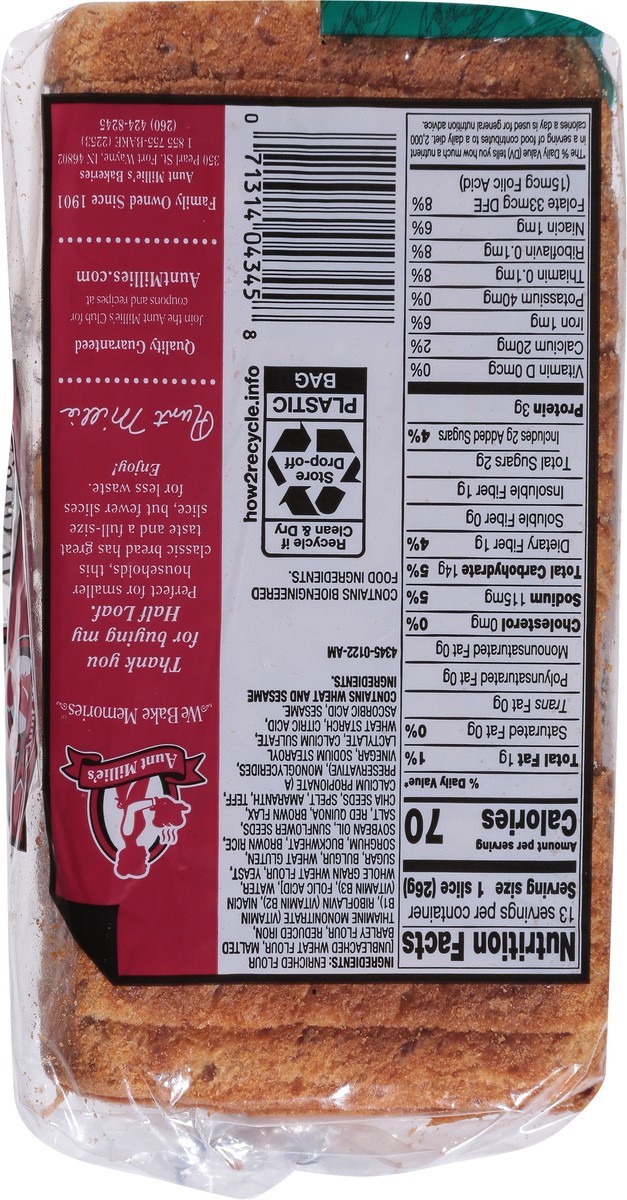 Nutrition Facts
13 servings per container
Serving size 1 slice (26g)
Amount per serving
Calories 70
% Daily Value*
Total Fat 1g 1%
Saturated Fat 0g 0%
Trans Fat 0g
Polyunsaturated Fat 0g
Monounsaturated Fat 0g
Cholesterol 0mg 0%
Sodium 115mg 5%
Total Carbohydrate 14g 5%
Dietary Fiber 1g 4%
Soluble Fiber 0g
Insoluble Fiber 1g
Total Sugars 2g
Includes 2g Added Sugars 4%
Protein 3g
Vitamin D 0mcg 0%
Calcium 20mg 2%
Iron 1mg 6%
Potassium 40mg 0%
Thiamin 0.1mg 8%
Riboflavin 0.1mg 8%
Niacin 1mg 6%
Folate 33mcg DFE 8%
(15mcg Folic Acid)
*The % Daily Value (DV) tells you how much a nutrient
in a serving of food contributes to a daily diet. 2,000
calories a day is used for general nutrition advice.
INGREDIENTS: ENRICHED FLOUR
(UNBLEACHED WHEAT FLOUR, MALTED
BARLEY FLOUR, REDUCED IRON,
THIAMINE MONONITRATE (VITAMIN
B1), RIBOFLAVIN (VITAMIN B2), NIACIN
(VITAMIN B3), FOLIC ACID), WATER,
WHOLE GRAIN WHEAT FLOUR, YEAST,
SUGAR, BULGUR, WHEAT GLUTEN,
SORGHUM, BUCKWHEAT, BROWN RICE,
SOYBEAN OIL, SUNFLOWER SEEDS,
SALT, RED QUINOA, BROWN FLAX,
CHIA SEEDS, SPELT, AMARANTH, TEFF,
CALCIUM PROPIONATE (A
PRESERVATIVE), MONOGLYCERIDES,
VINEGAR, SODIUM STEAROYL
LACTYLATE, CALCIUM SULFATE,
WHEAT STARCH, CITRIC ACID,
ASCORBIC ACID, SESAME.
CONTAINS WHEAT AND SESAME
INGREDIENTS.
4345-0122-AM
CONTAINS BIOENGINEERED
FOOD INGREDIENTS.
Recycle if
Clean & Dry
Store
Drop-off
PLASTIC
BAG
how2recycle.info
0 71314 04345 8
Aunt Millie's
We Bake Memories
Thank you
for buying my
Half Loaf.
Perfect for smaller
households, this
classic bread has great
taste and a full-size
slice, but fewer slices
for less waste.
Enjoy!
Aunt Millie
Quality Guaranteed
Join the Aunt Millie's Club for
coupons and recipes at
AuntMillies.com
Family Owned Since 1901
Aunt Millie's Bakeries
350 Pearl St. Fort Wayne, IN 46802
1 855-755-BAKE (2253)
(260) 424-8245